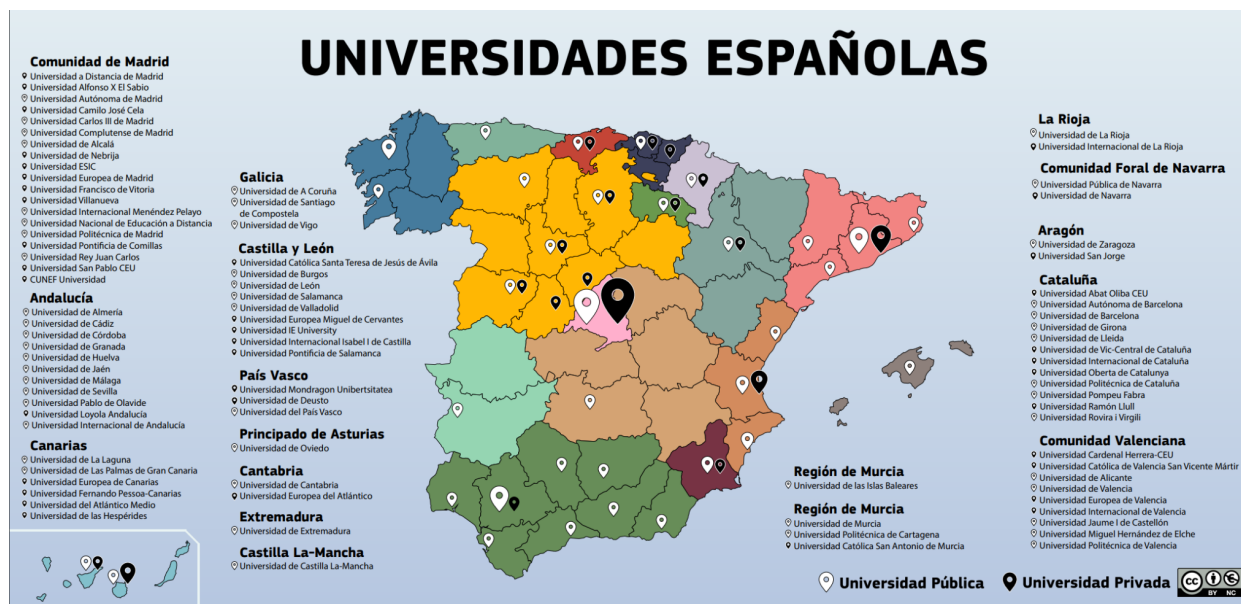 UNIVERSIDADES ESPAÑOLAS
Comunidad de Madrid
Universidad a Distancia de Madrid
Universidad Alfonso X El Sabio
Universidad Autónoma de Madrid
Universidad Camilo José Cela
Universidad Carlos III de Madrid
Universidad Complutense de Madrid
Universidad de Alcalá
Universidad de Nebrija
Universidad ESIC
Universidad Europea de Madrid
Universidad Francisco de Vitoria
Universidad Villanueva
Universidad Internacional Menéndez Pelayo
Universidad Nacional de Educación a Distancia
Universidad Politécnica de Madrid
Universidad Pontificia de Comillas
Universidad Rey Juan Carlos
Universidad San Pablo CEU
CUNEF Universidad
Andalucía
Universidad de Almería
Universidad de Cádiz
Universidad de Córdoba
Universidad de Granada
Universidad de Huelva
Universidad de Jaén
Universidad de Málaga
Universidad de Sevilla
Universidad Pablo de Olavide
Universidad Loyola Andalucía
Universidad Internacional de Andalucía
Canarias
Universidad de La Laguna
Universidad de Las Palmas de Gran Canaria
Universidad Europea de Canarias
Universidad Fernando Pessoa-Canarias
Universidad del Atlántico Medio
Universidad de las Hespérides
Galicia
Universidad de A Coruña
Universidad de Santiago
de Compostela
Universidad de Vigo
Castilla y León
Universidad Católica Santa Teresa de Jesús de Ávila
Universidad de Burgos
Universidad de León
Universidad de Salamanca
Universidad de Valladolid
Universidad Europea Miguel de Cervantes
Universidad IE University
Universidad Internacional Isabel I de Castilla
Universidad Pontificia de Salamanca
País Vasco
Universidad Mondragon Unibertsitatea
Universidad de Deusto
Universidad del País Vasco
Principado de Asturias
Universidad de Oviedo
Cantabria
Universidad de Cantabria
Universidad Europea del Atlántico
Extremadura
Universidad de Extremadura
Castilla La-Mancha
Universidad de Castilla La-Mancha
La Rioja
Universidad de La Rioja
Universidad Internacional de La Rioja
Comunidad Foral de Navarra
Universidad Pública de Navarra
Universidad de Navarra
Aragón
Universidad de Zaragoza
Universidad San Jorge
Cataluña
Universidad Abat Oliba CEU
Universidad Autónoma de Barcelona
Universidad de Barcelona
Universidad de Girona
Universidad de Lleida
Universidad de Vic-Central de Cataluña
Universidad Internacional de Cataluña
Universidad Oberta de Catalunya
Universidad Politécnica de Cataluña
Universidad Pompeu Fabra
Universidad Ramón Llull
Universidad Rovira i Virgili
Comunidad Valenciana
Universidad Cardenal Herrera-CEU
Universidad Católica de Valencia San Vicente Mártir
Universidad de Alicante
Universidad de Valencia
Universidad Europea de Valencia
Universidad Internacional de Valencia
Universidad Jaume I de Castellón
Universidad Miguel Hernández de Elche
Universidad Politécnica de Valencia
Región de Murcia
Universidad de las Islas Baleares
Región de Murcia
Universidad de Murcia
Universidad Politécnica de Cartagena
Universidad Católica San Antonio de Murcia
Universidad Pública
Universidad Privada
CC BY NC